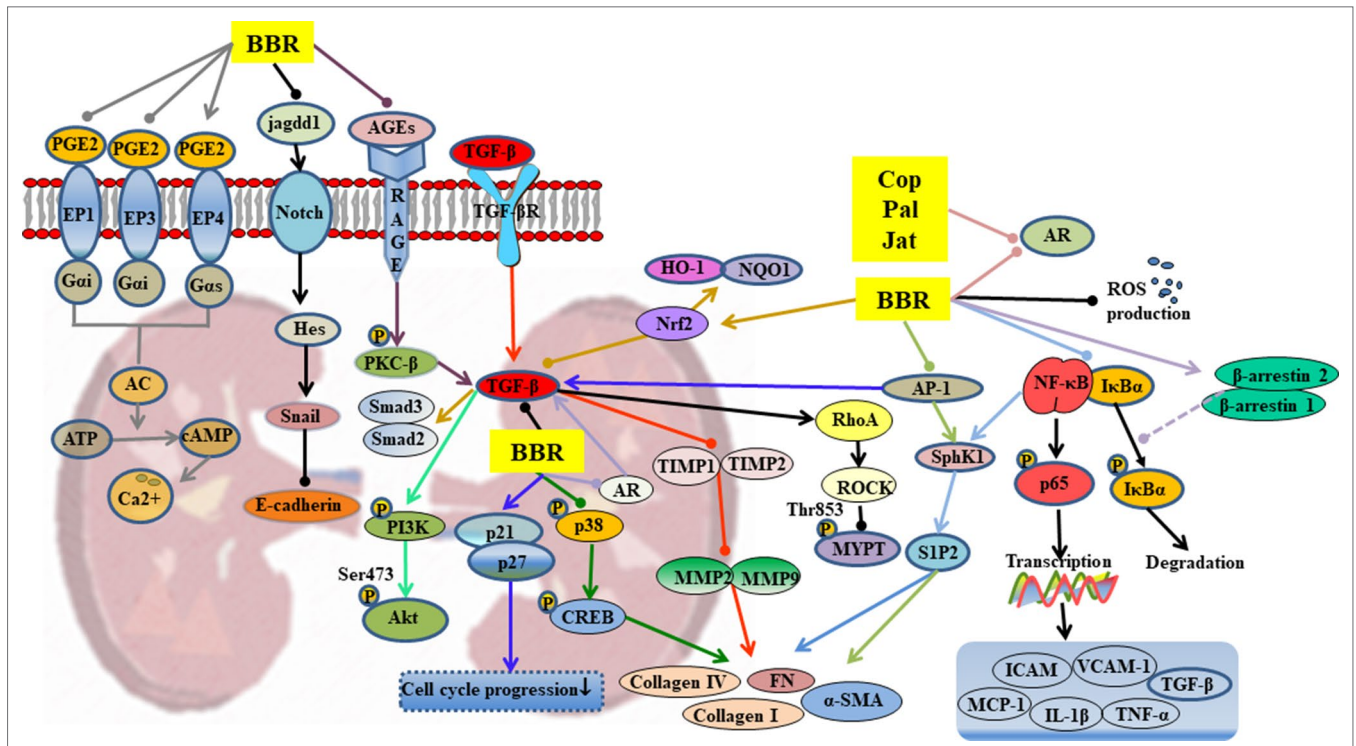 BBR
jagdd1
AGEs
PGE2
PGE2
PGE2
TGF-β
EP1
EP3
EP4
Notch
R
A
G
E
TGF-βR
Gαi
Gαi
Gαs
Cop
Pal
Jat
AR
HO-1
NQO1
BBR
ROS
production
Nrf2
Hes
P
PKC-β
TGF-β
AP-1
NF-κB
IκBα
β-arrestin 2
β-arrestin 1
AC
Smad3
Smad2
Snail
RhoA
ATP
cAMP
BBR
TIMP1
TIMP2
SphK1
Ca2+
E-cadherin
AR
ROCK
P
p65
P
IκBα
P
PI3K
p21
p27
P
p38
Thr853
P
MYPT
S1P2
Transcription
Degradation
Ser473
P
Akt
MMP2
MMP9
P
CREB
Cell cycle progression↓
Collagen IV
FN
Collagen I
α-SMA
ICAM
VCAM-1
TGF-β
MCP-1
IL-1β
TNF-α